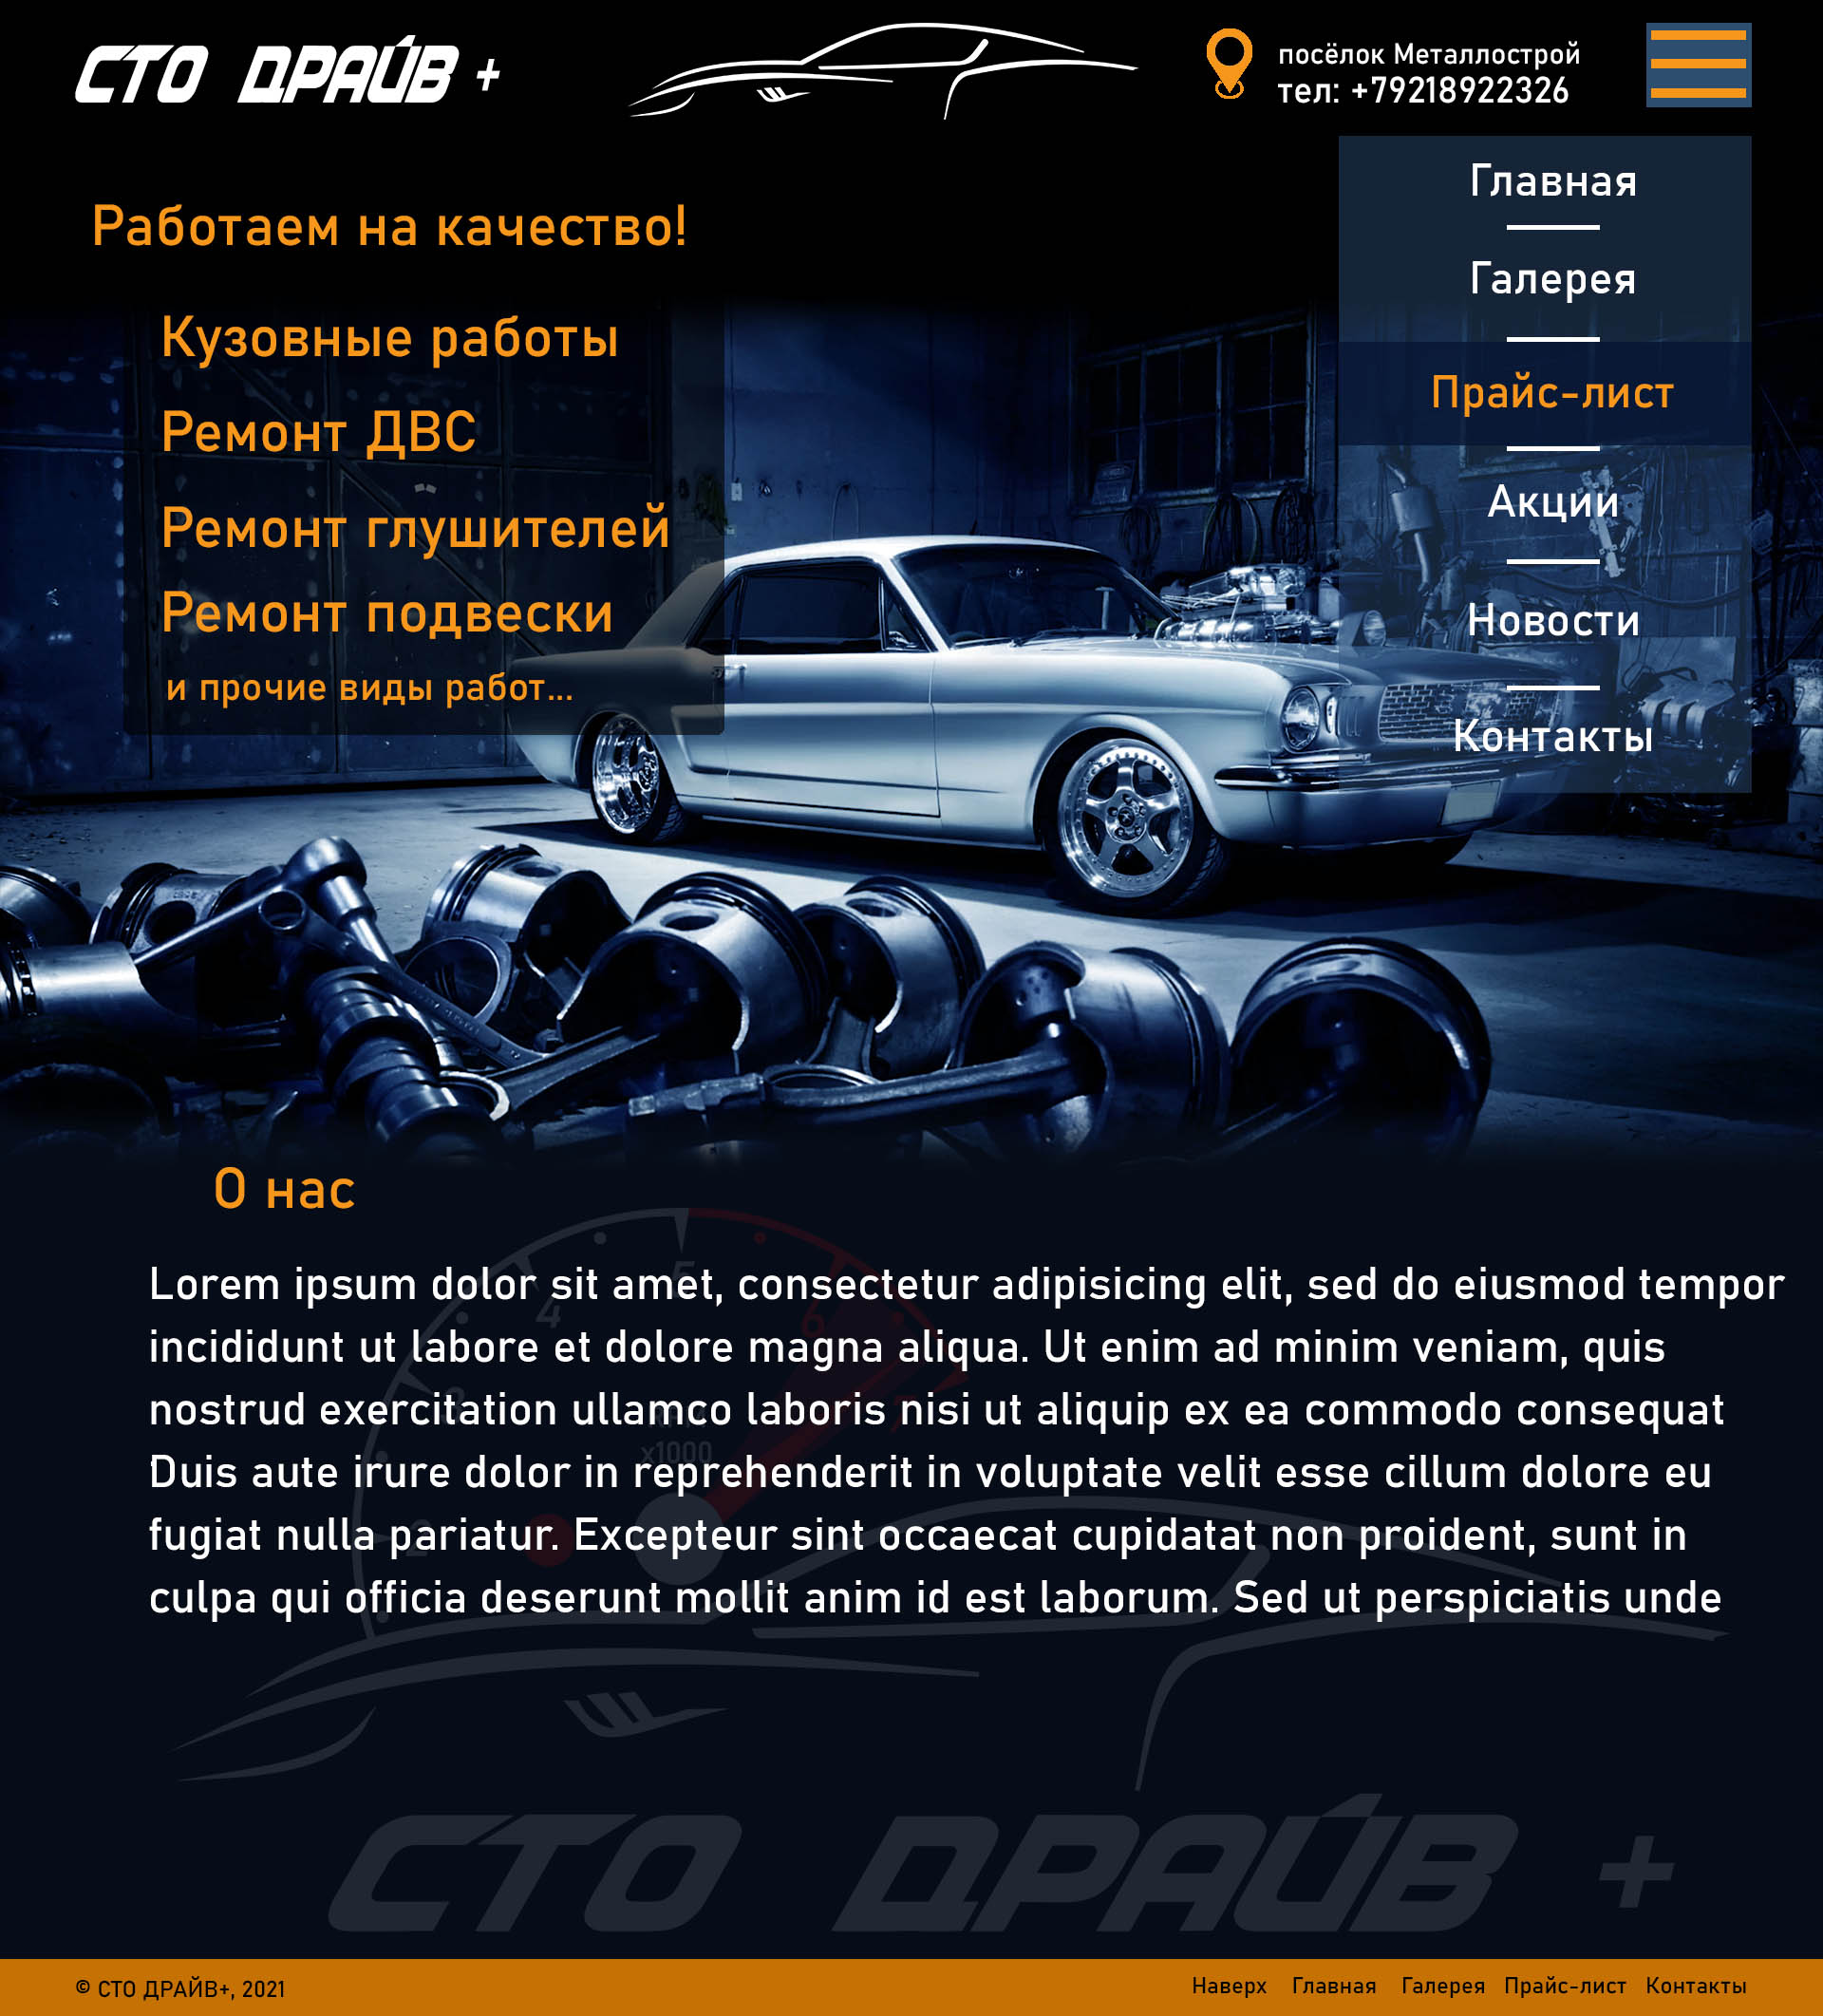 СТО ДРАЙВ +
посёлок Металлострой
тел: +79218922326
Работаем на качество!
Кузовные работы
Ремонт ДВС
Ремонт глушителей
Ремонт подвески
и прочие виды работ...
Главная
Галерея
Прайс-лист
Акции
Новости
Контакты
О нас
Lorem ipsum dolor sit amet, consectetur adipisicing elit, sed do eiusmod tempor
incididunt ut labore et dolore magna aliqua. Ut enim ad minim veniam, quis
nostrud exercitation ullamco laboris nisi ut aliquip ex ea commodo consequat
Duis aute irure dolor in reprehenderit in voluptate velit esse cillum dolore eu
fugiat nulla pariatur. Excepteur sint occaecat cupidatat non proident, sunt in
culpa qui officia deserunt mollit anim id est laborum. Sed ut perspiciatis unde
5
4
6
x1000
СТО ДРАЙВ +
© СТО ДРАЙВ+, 2021
Наверх Главная Галерея Прайс-лист Контакты